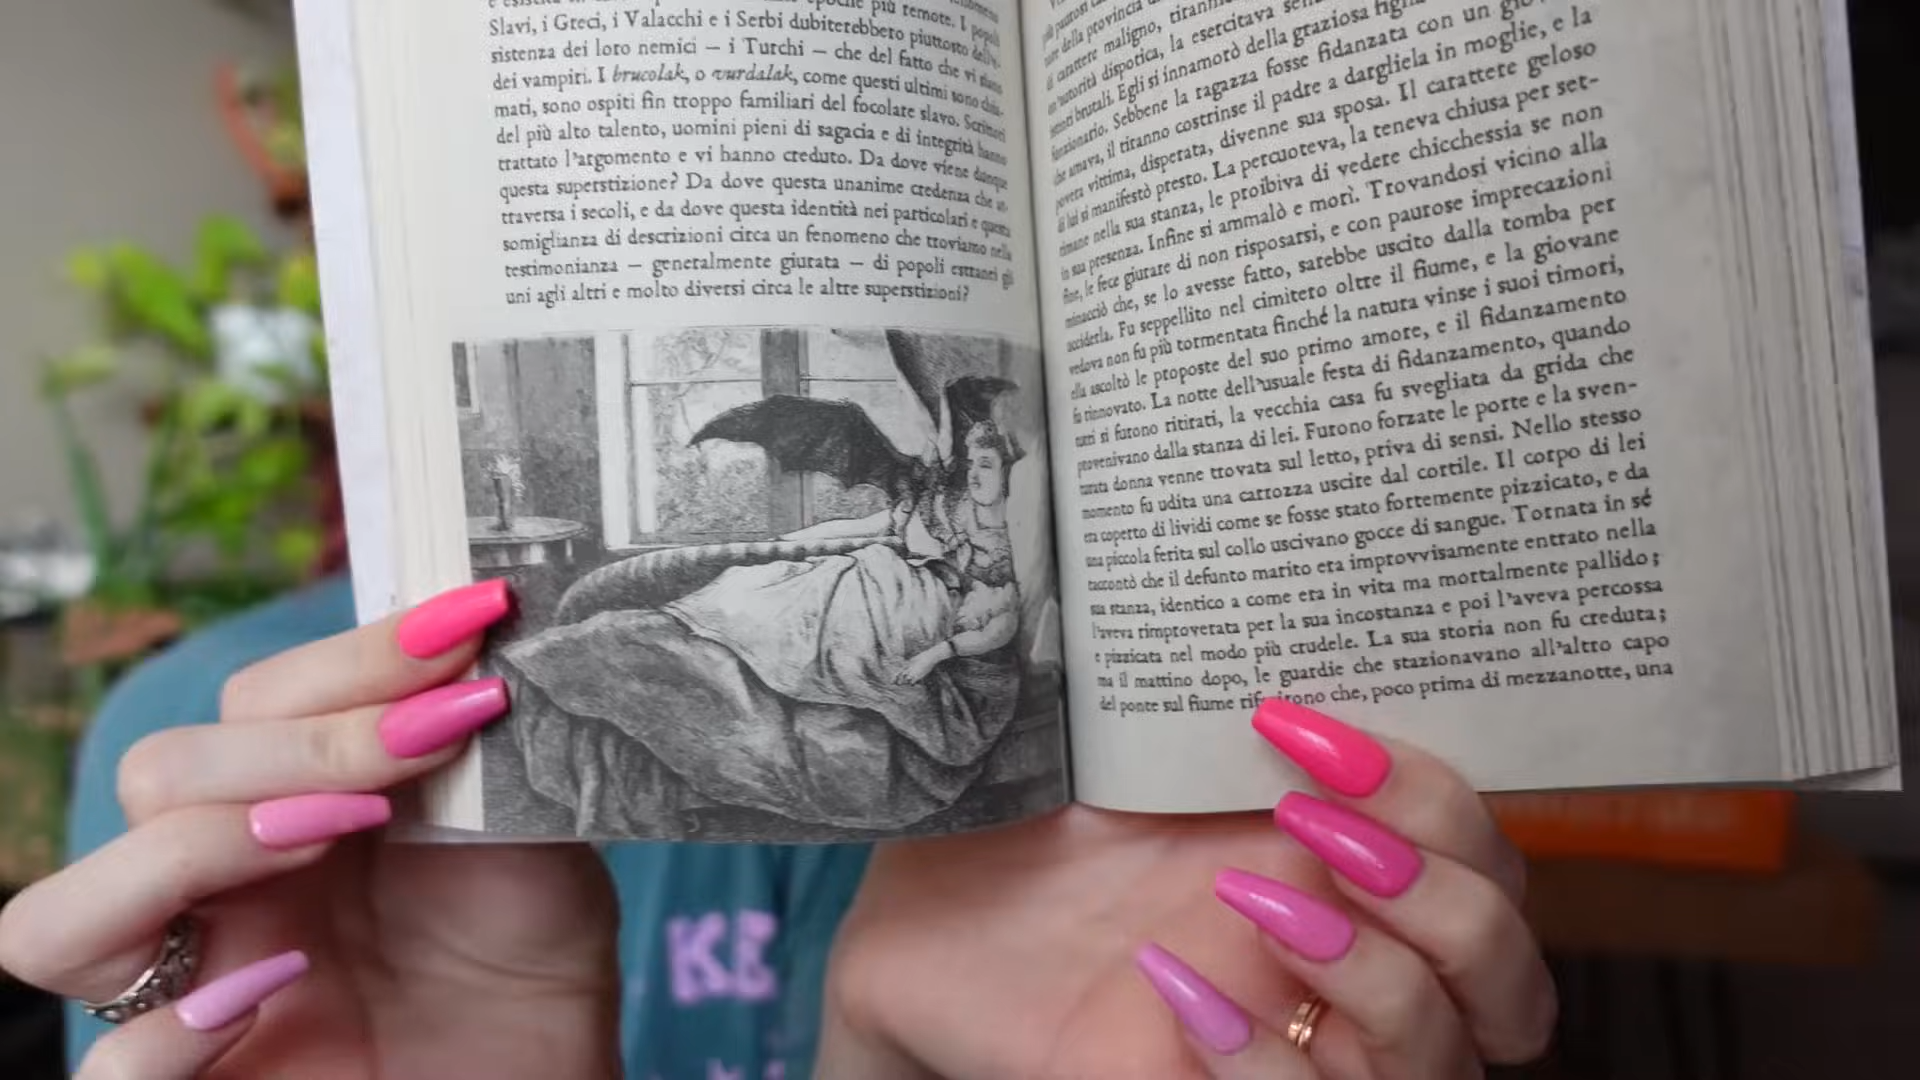 Slavi, i Greci, i Valacchi e i Serbi dubiterebbero piuttosto dell'e-
sistenza dei loro nemici — i Turchi — che del fatto che vi siano
dei vampiri. I brucolak, o vurdalak, come questi ultimi sono chia-
mati, sono ospiti fin troppo familiari del focolare slavo. Scrittori
del più alto talento, uomini pieni di sagacia e di integrità hanno
trattato l'argomento e vi hanno creduto. Da dove viene dunque
questa superstizione? Da dove questa unanime credenza che at-
traversa i secoli, e da dove questa identità nei particolari e questa
somiglianza di descrizioni circa un fenomeno che troviamo nella
testimonianza — generalmente giurata — di popoli estranei gli
uni agli altri e molto diversi circa le altre superstizioni?
della provincia
di carattere maligno,
un'autorità dispotica, la esercitava
brutali. Egli si innamorò della graziosa figlia
funzionario. Sebbene la ragazza fosse fidanzata con un
che amava, il tiranno costrinse il padre a dargliela in moglie, e la
povera vittima, disperata, divenne sua sposa. Il carattere geloso
di lui si manifestò presto. La percuoteva, la teneva chiusa per set-
timane nella sua stanza, le proibiva di vedere chicchessia se non
in sua presenza. Infine si ammalò e morì. Trovandosi vicino alla
fine, le fece giurare di non risposarsi, e con paurose imprecazioni
minacciò che, se lo avesse fatto, sarebbe uscito dalla tomba per
ucciderla. Fu seppellito nel cimitero oltre il fiume, e la giovane
vedova non fu più tormentata finché la natura vinse i suoi timori,
ella ascoltò le proposte del suo primo amore, e il fidanzamento
fu rinnovato. La notte dell'usuale festa di fidanzamento, quando
tutti si furono ritirati, la vecchia casa fu svegliata da grida che
provenivano dalla stanza di lei. Furono forzate le porte e la sven-
turata donna venne trovata sul letto, priva di sensi. Nello stesso
momento fu udita una carrozza uscire dal cortile. Il corpo di lei
era coperto di lividi come se fosse stato fortemente pizzicato, e da
una piccola ferita sul collo uscivano gocce di sangue. Tornata in sé
raccontò che il defunto marito era improvvisamente entrato nella
sua stanza, identico a come era in vita ma mortalmente pallido;
l'aveva rimproverata per la sua incostanza e poi l'aveva percossa
e pizzicata nel modo più crudele. La sua storia non fu creduta;
ma il mattino dopo, le guardie che stazionavano all'altro capo
del ponte sul fiume riferirono che, poco prima di mezzanotte, una
KE